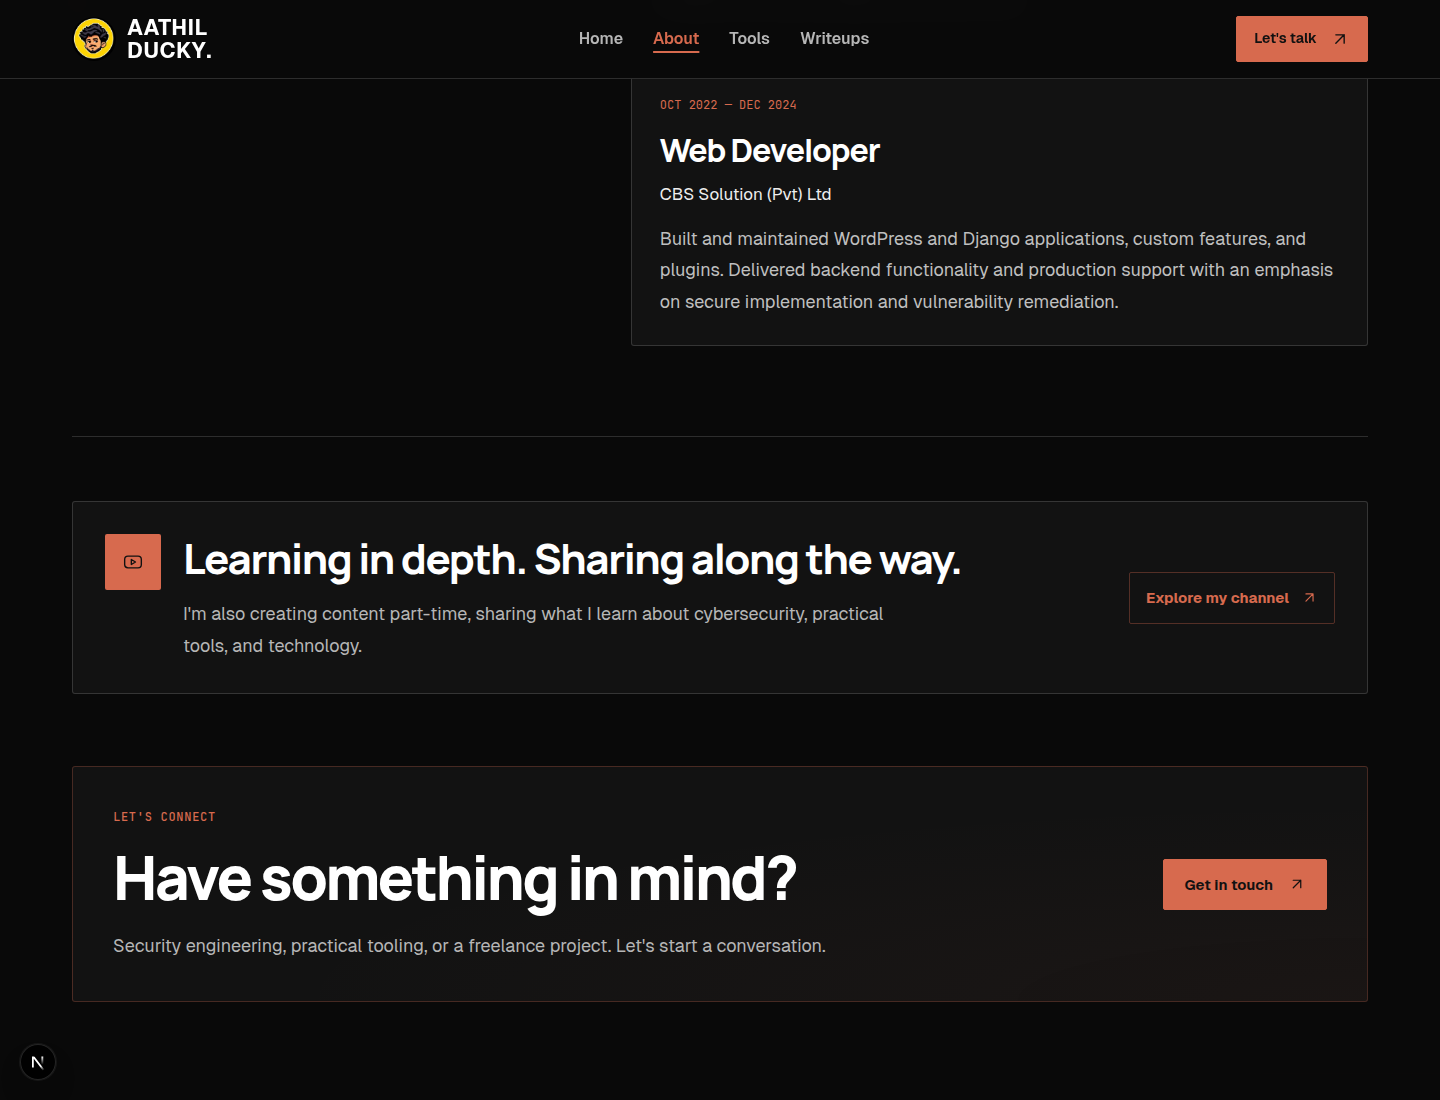 AATHIL
DUCKY.
Home
About
Tools
Writeups
Let's talk
OCT 2022 — DEC 2024
Web Developer
CBS Solution (Pvt) Ltd
Built and maintained WordPress and Django applications, custom features, and
plugins. Delivered backend functionality and production support with an emphasis
on secure implementation and vulnerability remediation.
Learning in depth. Sharing along the way.
I'm also creating content part-time, sharing what I learn about cybersecurity, practical
tools, and technology.
Explore my channel
LET'S CONNECT
Have something in mind?
Security engineering, practical tooling, or a freelance project. Let's start a conversation.
Get in touch
N